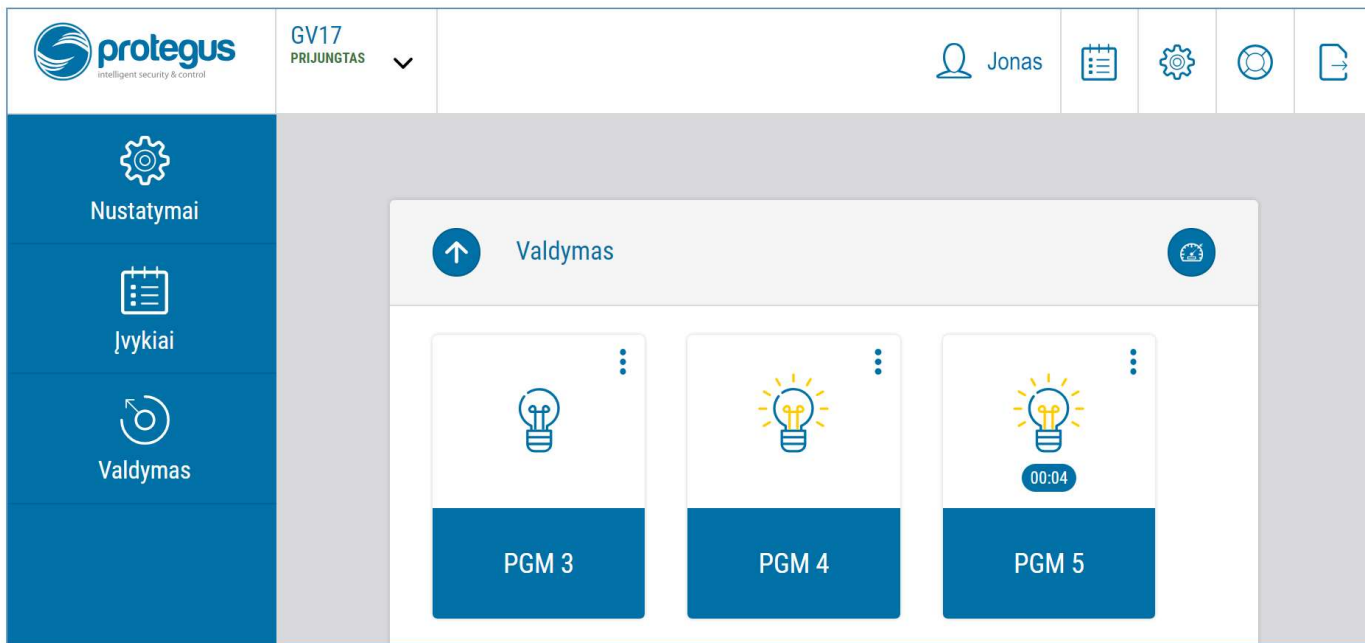 protegus
intelligent security & control
GV17
PRIJUNGTAS
Jonas
Nustatymai
Įvykiai
Valdymas
Valdymas
00:04
PGM 3
PGM 4
PGM 5